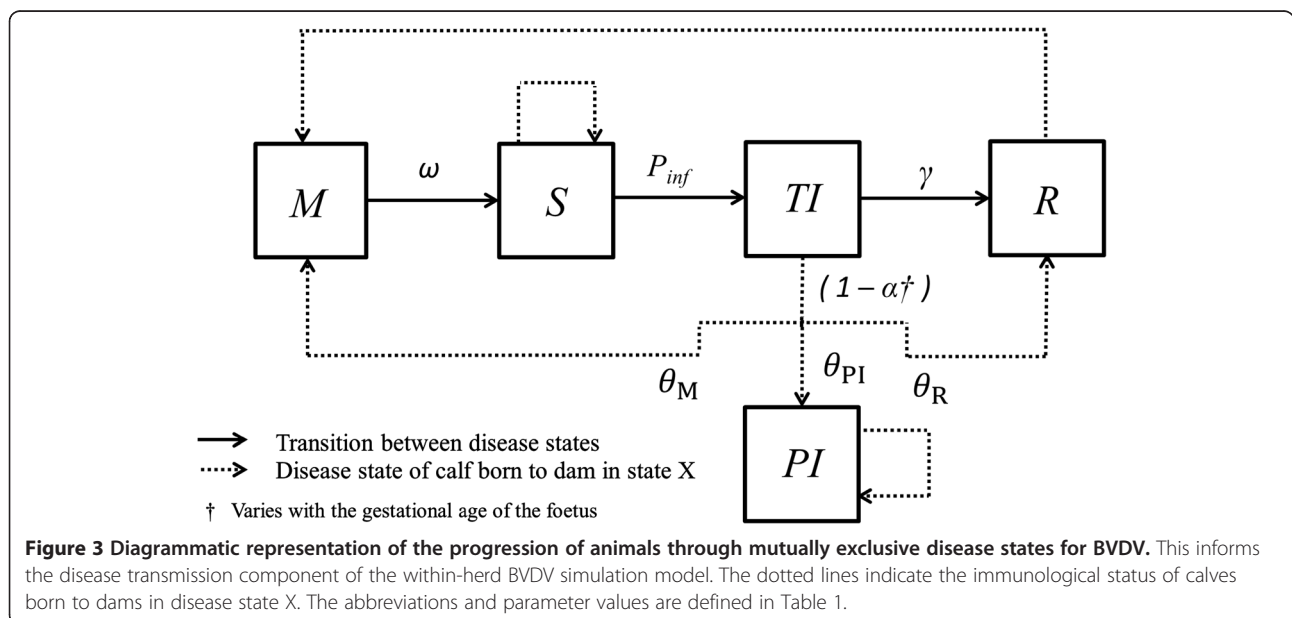 M
ω
S
P_inf
TI
γ
R
( 1 − α† )
θ_M
θ_PI
θ_R
PI
Transition between disease states
Disease state of calf born to dam in state X
† Varies with the gestational age of the foetus
Figure 3 Diagrammatic representation of the progression of animals through mutually exclusive disease states for BVDV. This informs
the disease transmission component of the within-herd BVDV simulation model. The dotted lines indicate the immunological status of calves
born to dams in disease state X. The abbreviations and parameter values are defined in Table 1.